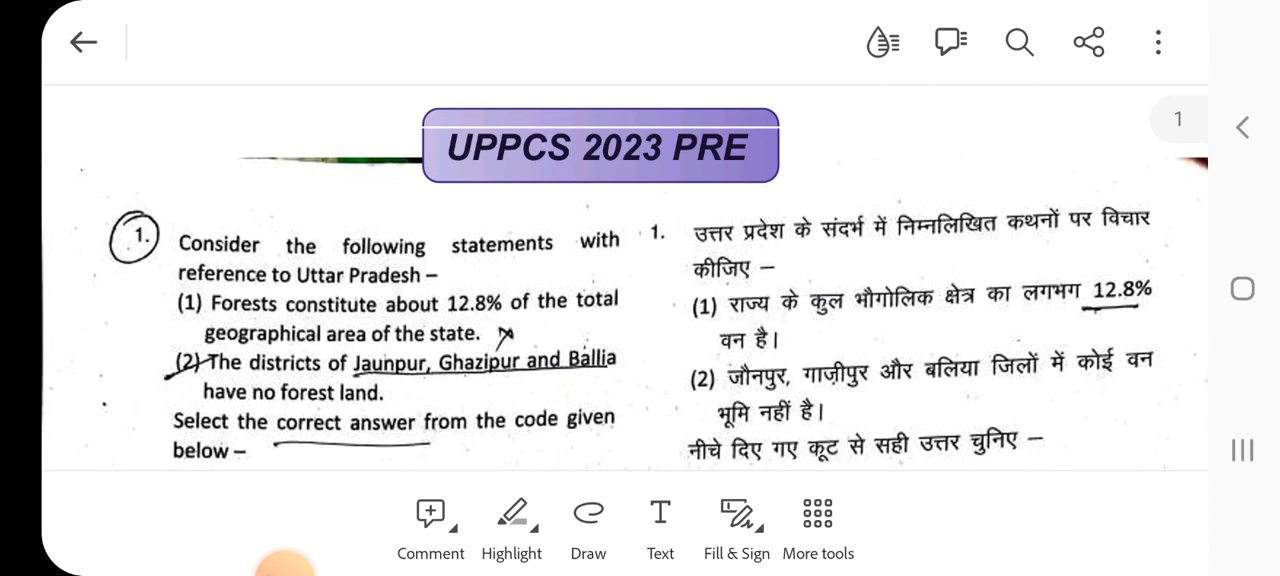 1
UPPCS 2023 PRE
1.
Consider the following statements with
reference to Uttar Pradesh –
(1) Forests constitute about 12.8% of the total
geographical area of the state.
(2) The districts of Jaunpur, Ghazipur and Ballia
have no forest land.
Select the correct answer from the code given
below –
1. उत्तर प्रदेश के संदर्भ में निम्नलिखित कथनों पर विचार
कीजिए –
(1) राज्य के कुल भौगोलिक क्षेत्र का लगभग 12.8%
वन है।
(2) जौनपुर, गाज़ीपुर और बलिया जिलों में कोई वन
भूमि नहीं है।
नीचे दिए गए कूट से सही उत्तर चुनिए –
Comment Highlight Draw Text Fill & Sign More tools